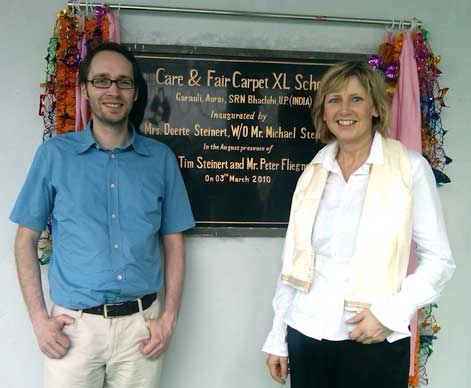 Care & Fair Carpet XL Scho
Garauli, Aurai, SRN Bhadohi, U.P.(INDIA)
Inaugurated by
Mrs. Doerte Steinert, W/O Mr. Michael Stei
In the August presence of
Tim Steinert and Mr. Peter Fliegn
On 03rd March 2010